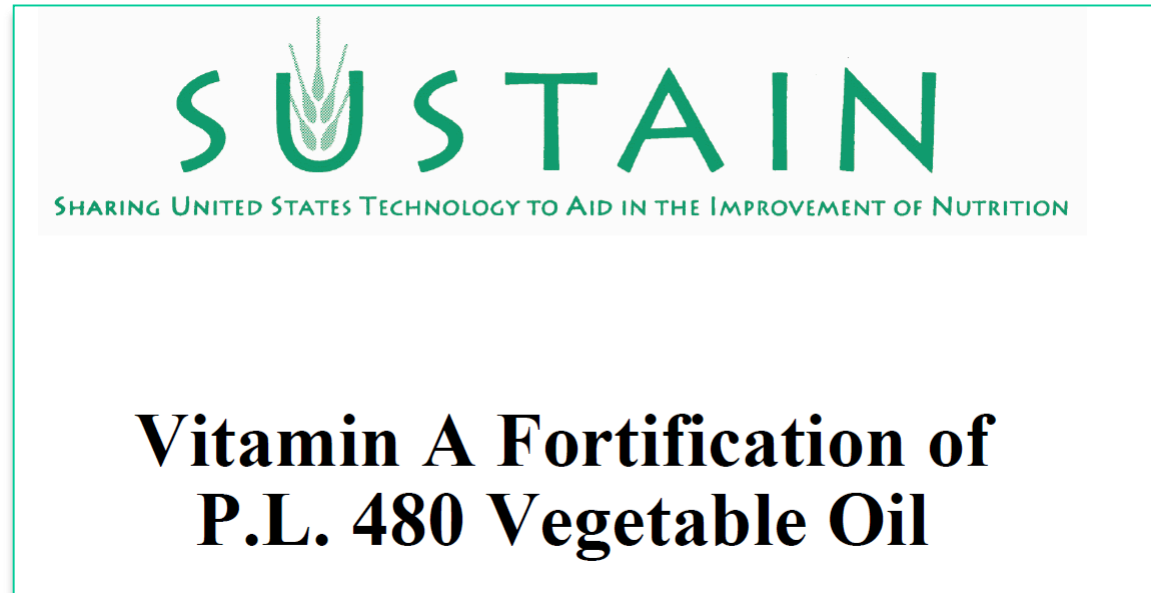 SUSTAIN
SHARING UNITED STATES TECHNOLOGY TO AID IN THE IMPROVEMENT OF NUTRITION
Vitamin A Fortification of
P.L. 480 Vegetable Oil